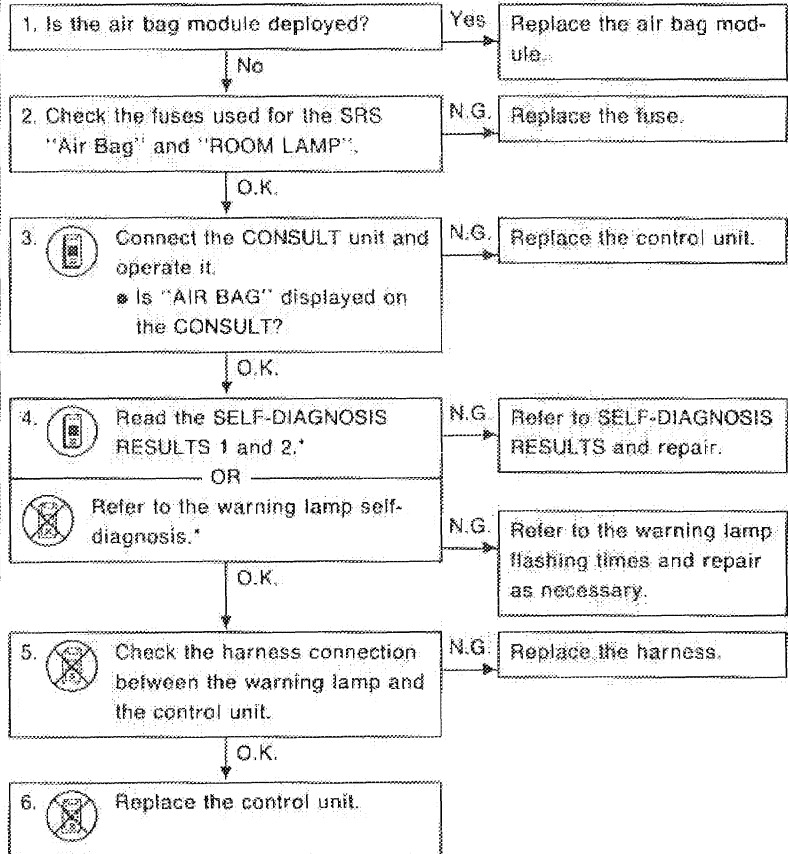 1. Is the air bag module deployed?
Yes
Replace the air bag mod-
ule.
No
2. Check the fuses used for the SRS
"Air Bag" and "ROOM LAMP".
N.G.
Replace the fuse.
O.K.
3. Connect the CONSULT unit and
operate it.
● Is "AIR BAG" displayed on
the CONSULT?
N.G.
Replace the control unit.
O.K.
4. Read the SELF-DIAGNOSIS
RESULTS 1 and 2.*
N.G.
Refer to SELF-DIAGNOSIS
RESULTS and repair.
OR
Refer to the warning lamp self-
diagnosis.*
N.G.
Refer to the warning lamp
flashing times and repair
as necessary.
O.K.
5. Check the harness connection
between the warning lamp and
the control unit.
N.G.
Replace the harness.
O.K.
6. Replace the control unit.